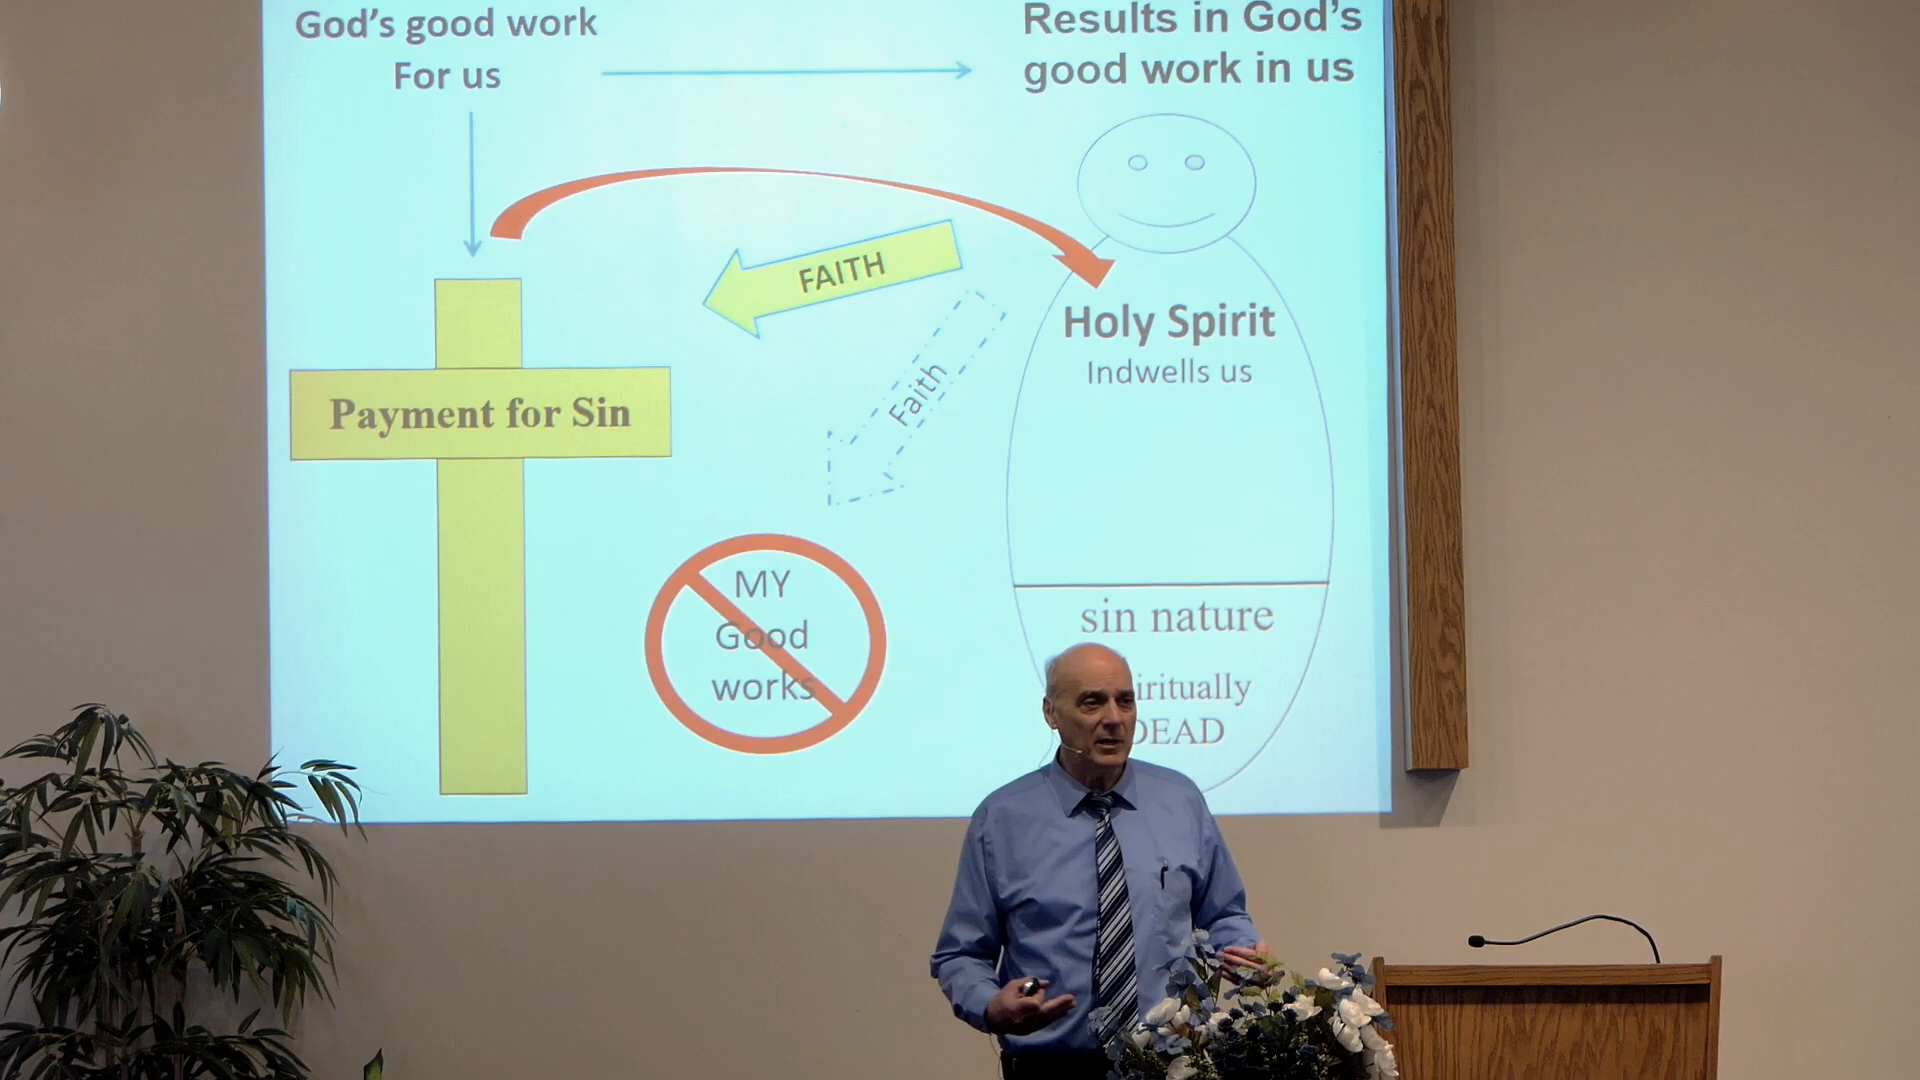 God's good work
For us
Results in God's
good work in us
FAITH
Faith
Holy Spirit
Indwells us
Payment for Sin
MY
Good
works
sin nature
DEAD